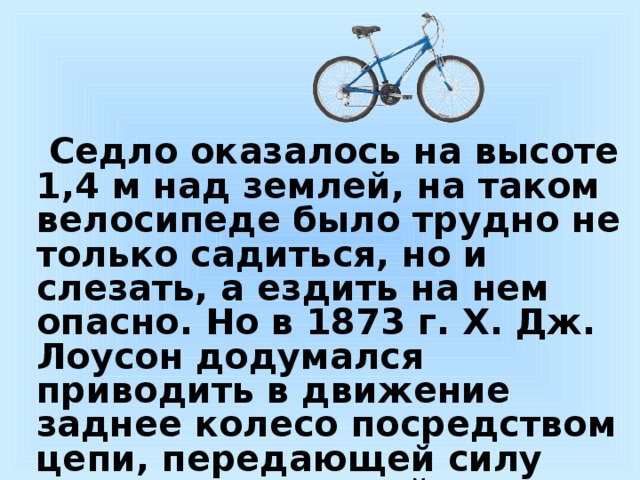 Седло оказалось на высоте
1,4 м над землей, на таком
велосипеде было трудно не
только садиться, но и
слезать, а ездить на нем
опасно. Но в 1873 г. Х. Дж.
Лоусон додумался
приводить в движение
заднее колесо посредством
цепи, передающей силу